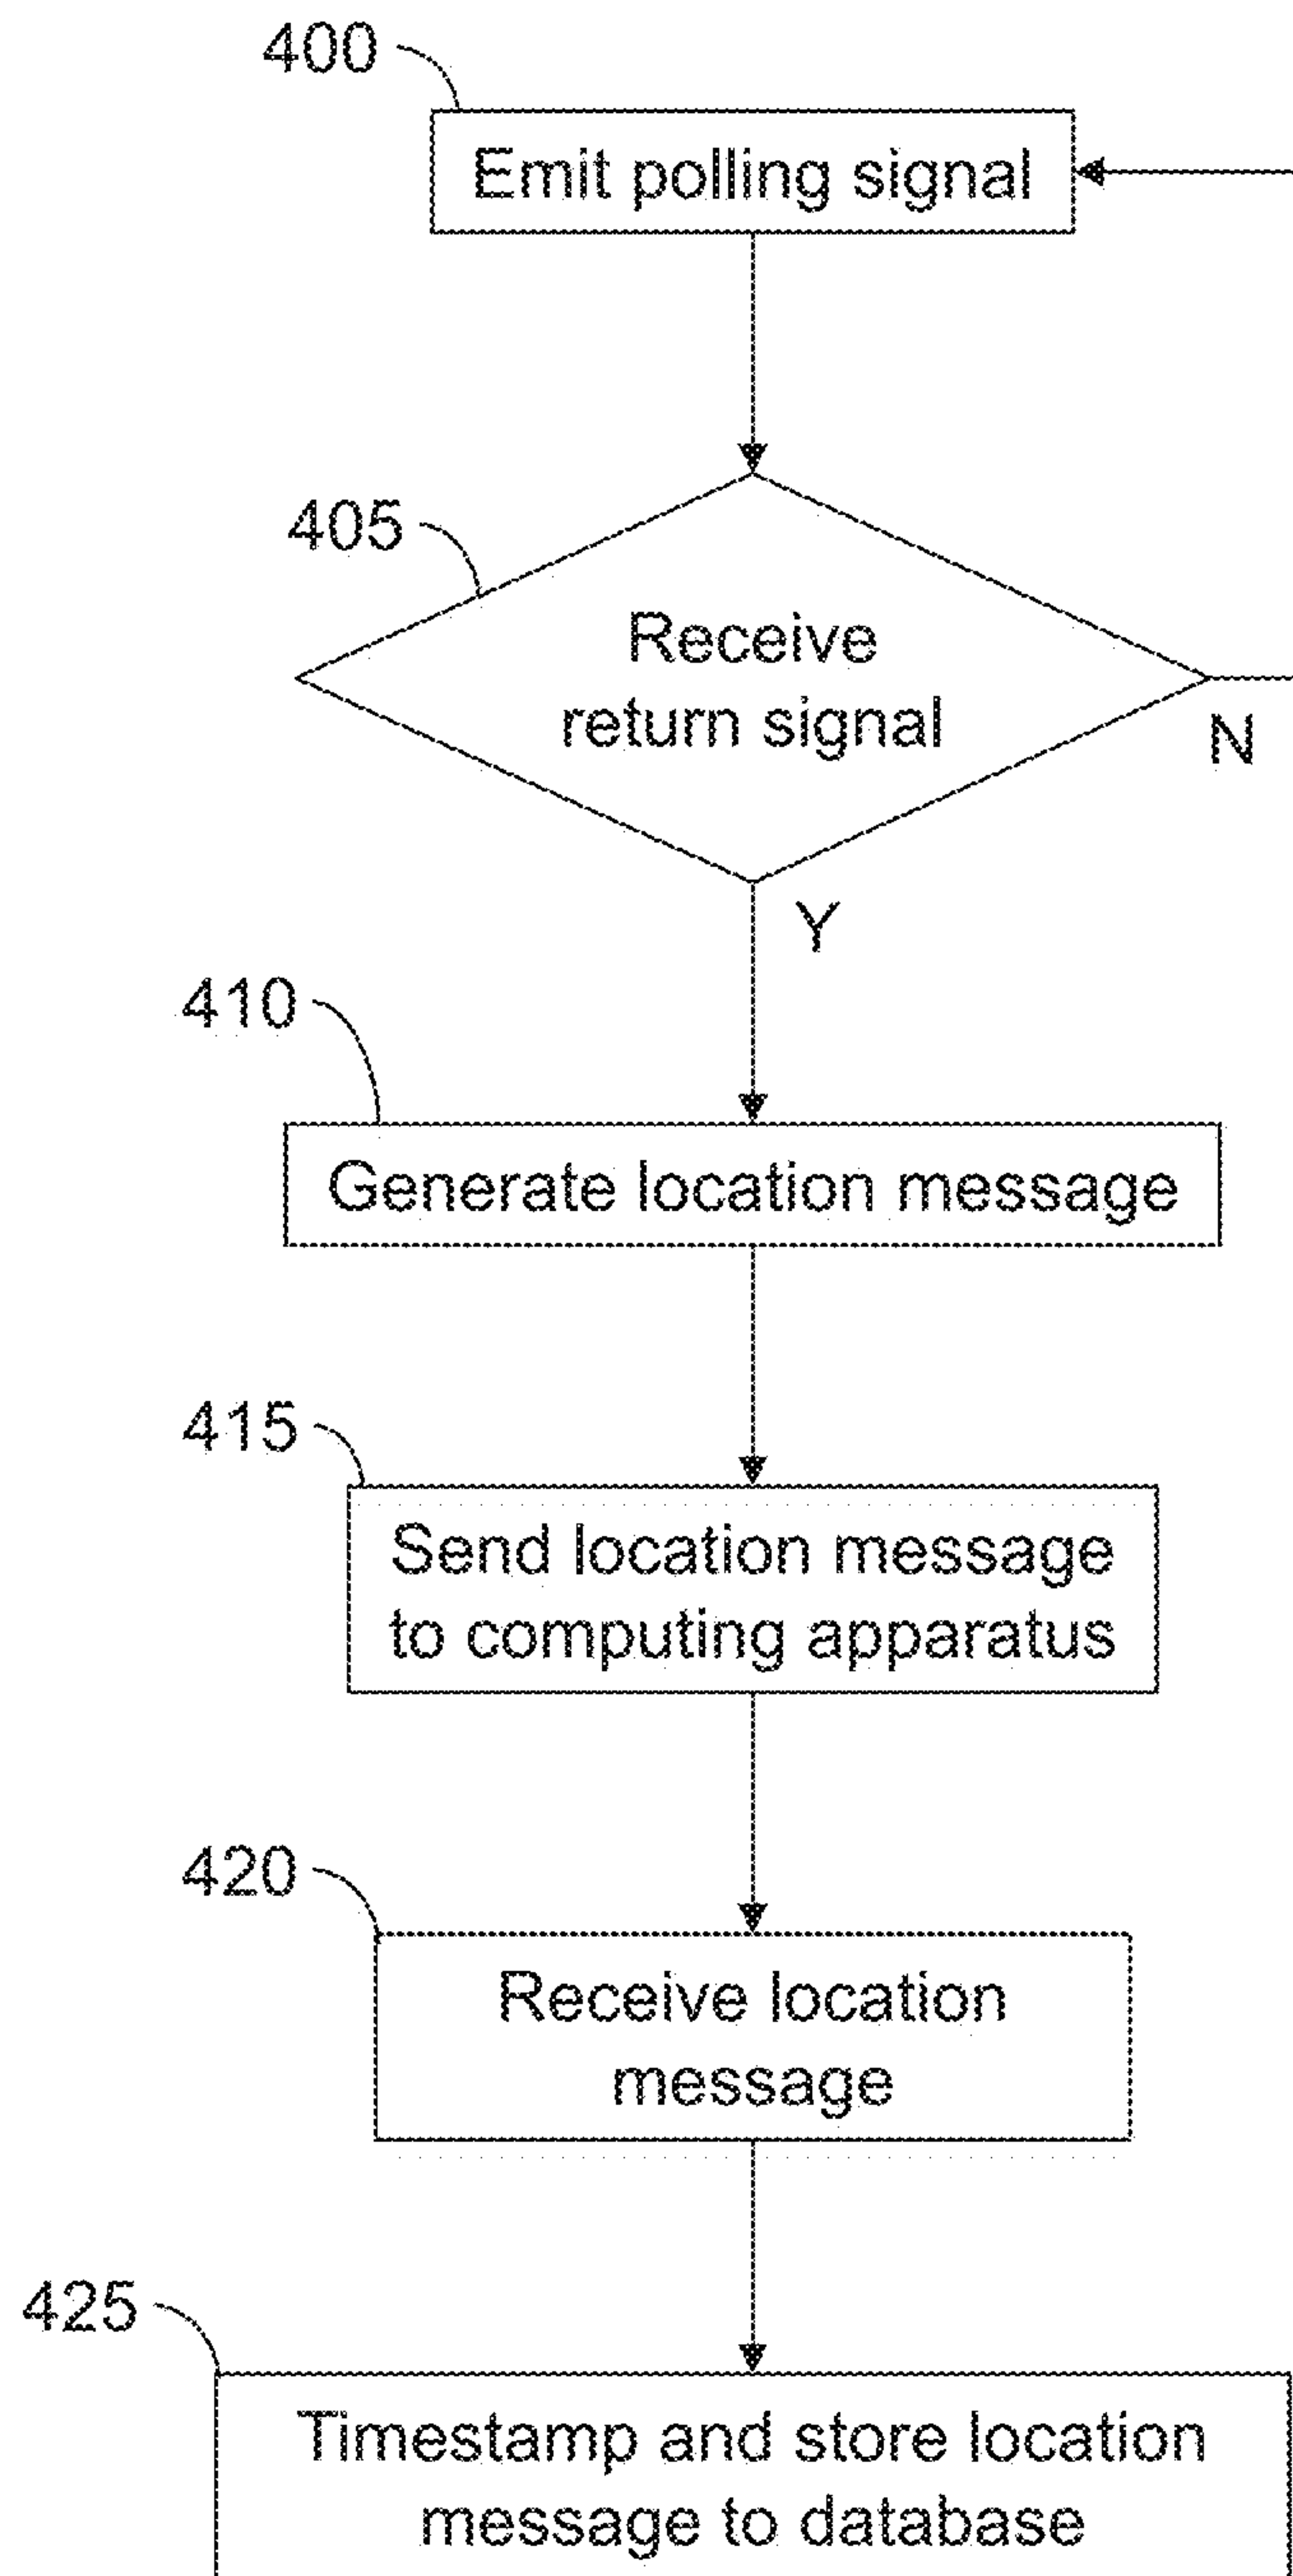 400
Emit polling signal
405
Receive
return signal
N
Y
410
Generate location message
415
Send location message
to computing apparatus
420
Receive location
message
425
Timestamp and store location
message to database